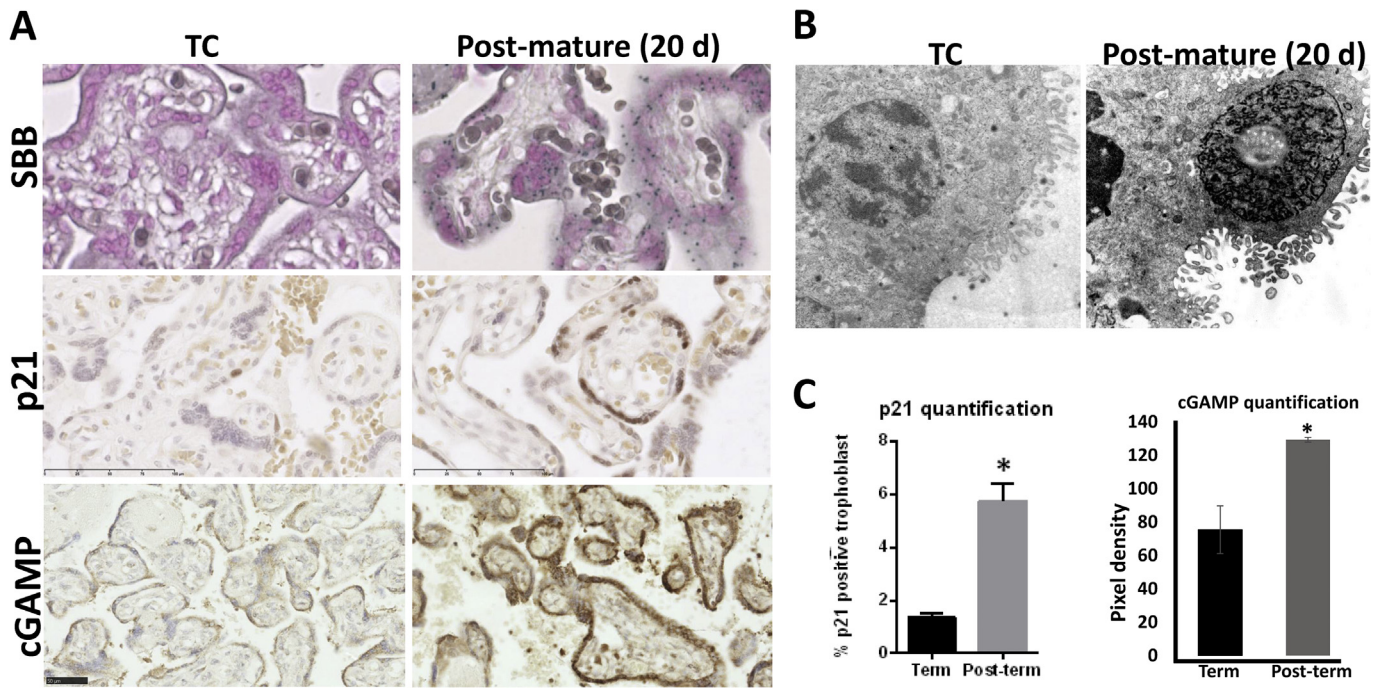 A
TC
Post-mature (20 d)
SBB
p21
cGAMP
50 μm
B
TC
Post-mature (20 d)
C
p21 quantification
% p21 positive trophoblast
8
6
4
2
0
*
Term
Post-term
cGAMP quantification
Pixel density
140
120
100
80
60
40
20
0
*
Term
Post-term